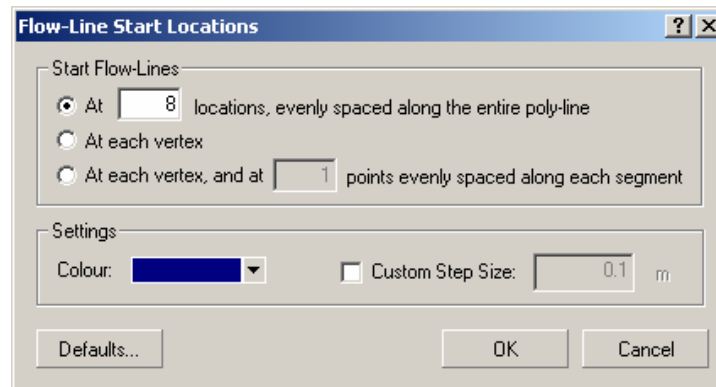 Flow-Line Start Locations
Start Flow-Lines
At 8 locations, evenly spaced along the entire poly-line
At each vertex
At each vertex, and at 1 points evenly spaced along each segment
Settings
Colour: Custom Step Size: 0.1 m
Defaults... OK Cancel